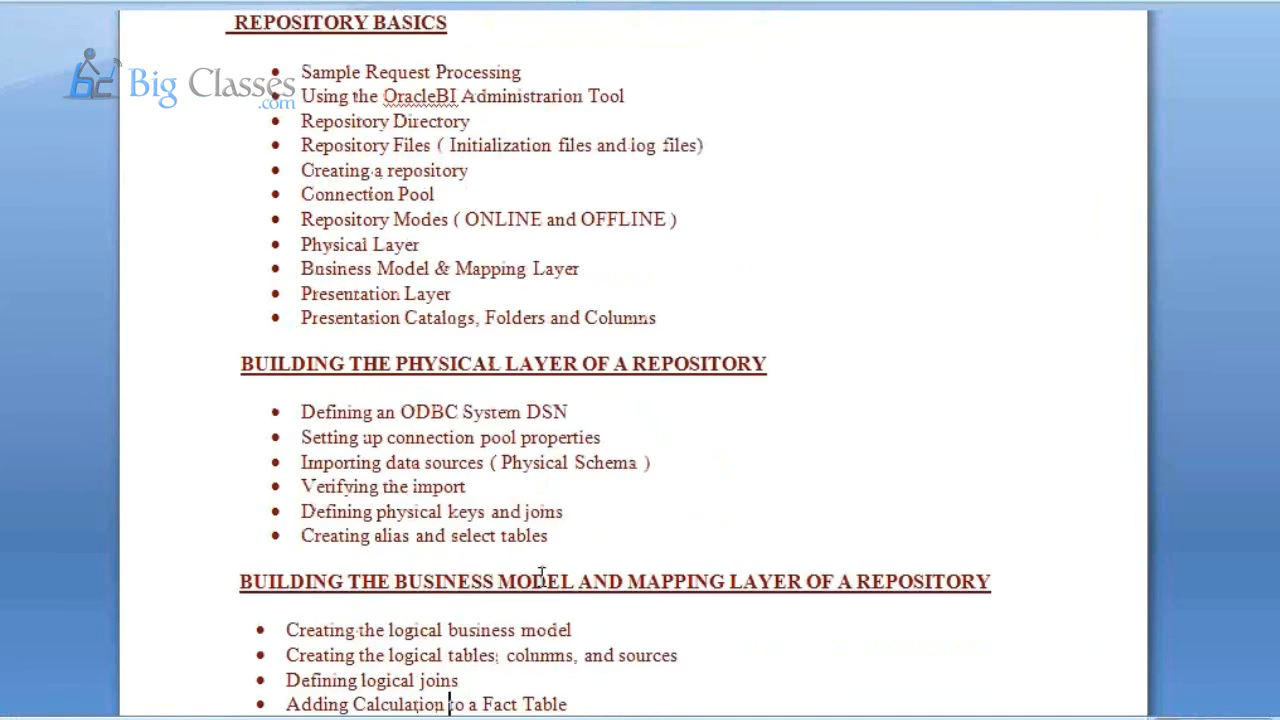 REPOSITORY BASICS
Big Classes
.com
• Sample Request Processing
• Using the OracleBI Administration Tool
• Repository Directory
• Repository Files ( Initialization files and log files)
• Creating a repository
• Connection Pool
• Repository Modes ( ONLINE and OFFLINE )
• Physical Layer
• Business Model & Mapping Layer
• Presentation Layer
• Presentation Catalogs, Folders and Columns
BUILDING THE PHYSICAL LAYER OF A REPOSITORY
• Defining an ODBC System DSN
• Setting up connection pool properties
• Importing data sources ( Physical Schema )
• Verifying the import
• Defining physical keys and joins
• Creating alias and select tables
BUILDING THE BUSINESS MODEL AND MAPPING LAYER OF A REPOSITORY
• Creating the logical business model
• Creating the logical tables, columns, and sources
• Defining logical joins
• Adding Calculation to a Fact Table